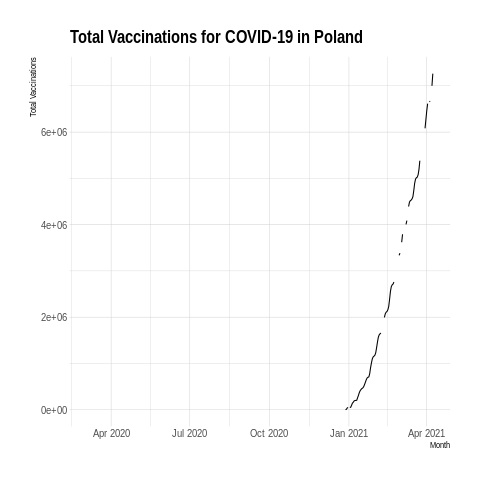 Total Vaccinations for COVID-19 in Poland
Total Vaccinations
6e+06
4e+06
2e+06
0e+00
Apr 2020 Jul 2020 Oct 2020 Jan 2021 Apr 2021
Month